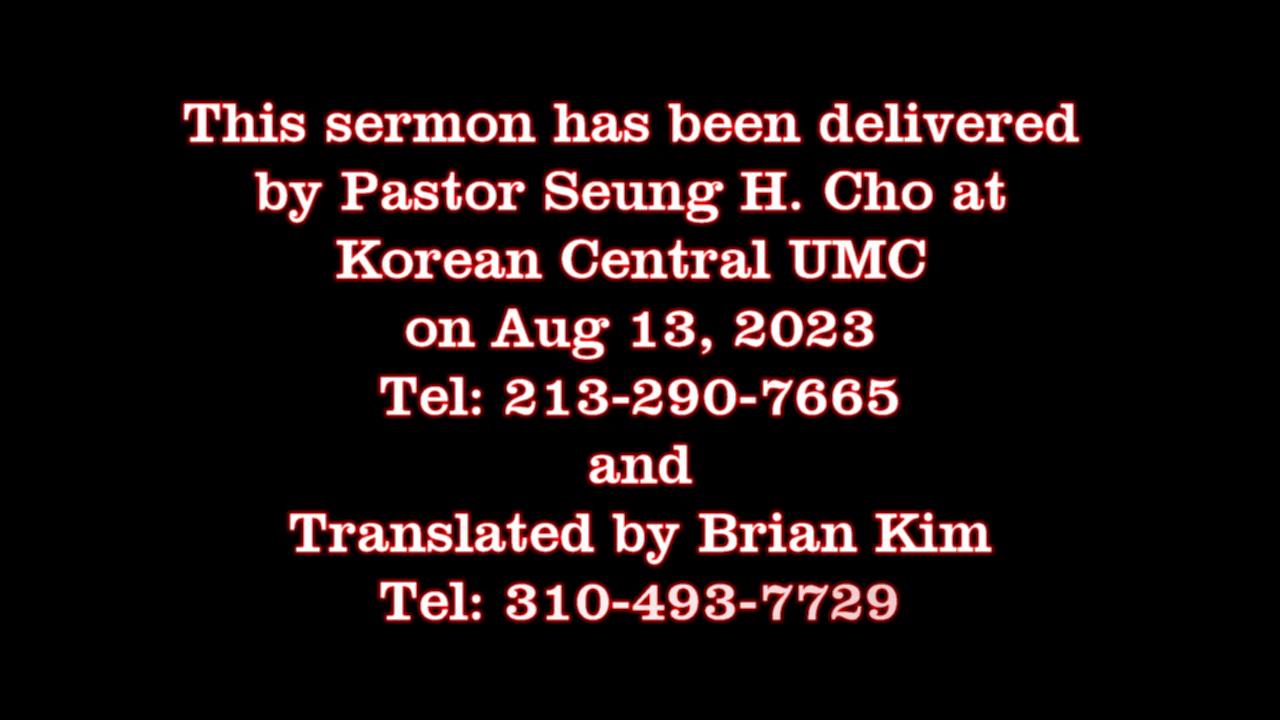 This sermon has been delivered
by Pastor Seung H. Cho at
Korean Central UMC
on Aug 13, 2023
Tel: 213-290-7665
and
Translated by Brian Kim
Tel: 310-493-7729